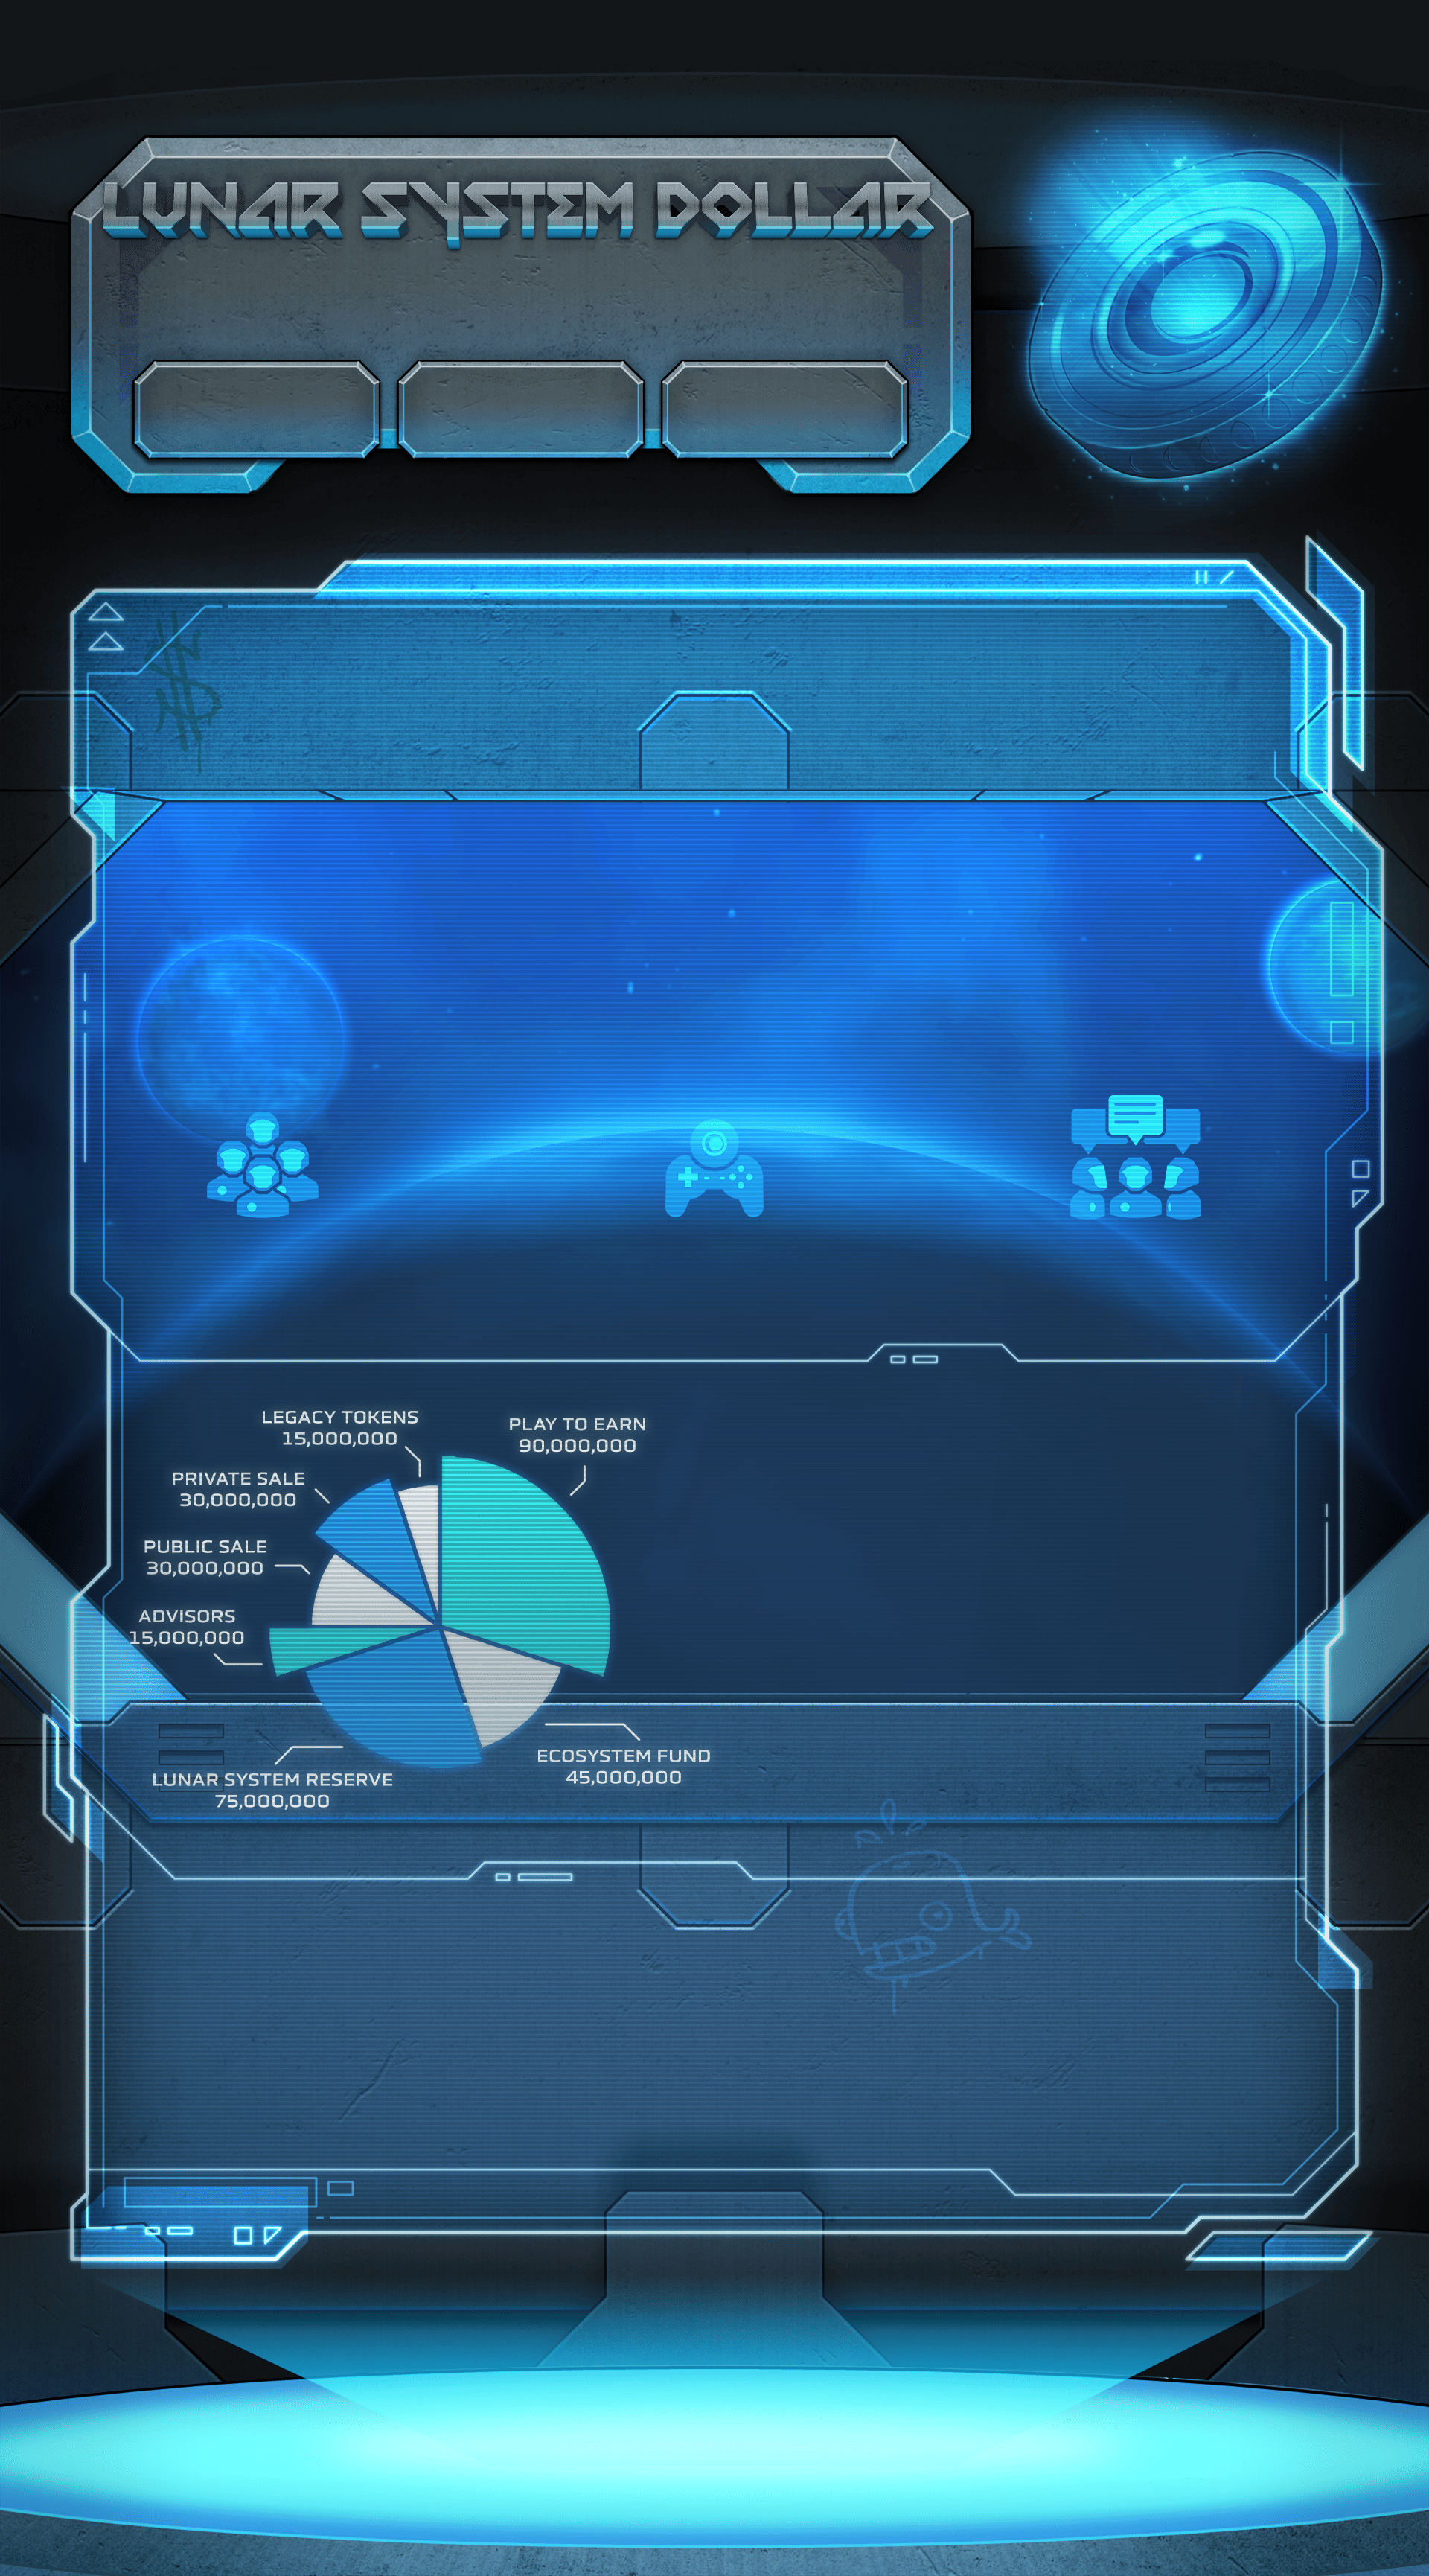 LUNAR SYSTEM DOLLAR
$
LEGACY TOKENS
15,000,000
PLAY TO EARN
90,000,000
PRIVATE SALE
30,000,000
PUBLIC SALE
30,000,000
ADVISORS
15,000,000
ECOSYSTEM FUND
45,000,000
LUNAR SYSTEM RESERVE
75,000,000